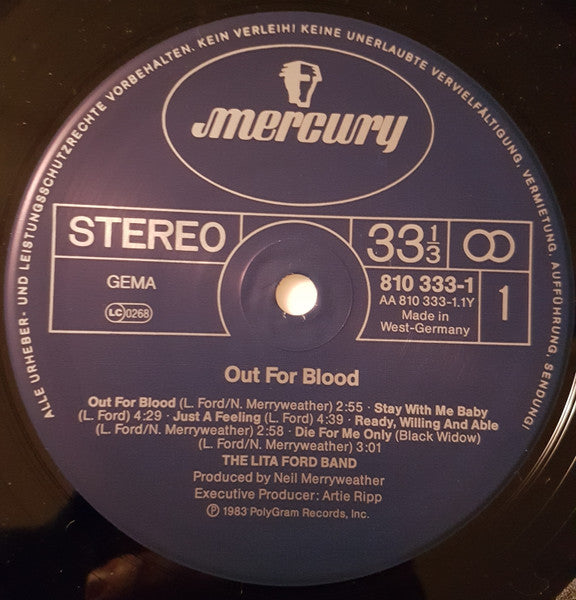 ALLE URHEBER- UND LEISTUNGSSCHUTZRECHTE VORBEHALTEN. KEIN VERLEIH! KEINE UNERLAUBTE VERVIELFÄLTIGUNG, VERMIETUNG, AUFFÜHRUNG, SENDUNG!
mercury
STEREO
33 1/3
GEMA
LC 0268
810 333-1
AA 810 333-1.1Y
Made in
West-Germany
1
Out For Blood
Out For Blood (L. Ford/N. Merryweather) 2:55 · Stay With Me Baby
(L. Ford) 4:29 · Just A Feeling (L. Ford) 4:39 · Ready, Willing And Able
(L. Ford/N. Merryweather) 2:58 · Die For Me Only (Black Widow)
(L. Ford/N. Merryweather) 3:01
THE LITA FORD BAND
Produced by Neil Merryweather
Executive Producer: Artie Ripp
℗ 1983 PolyGram Records, Inc.